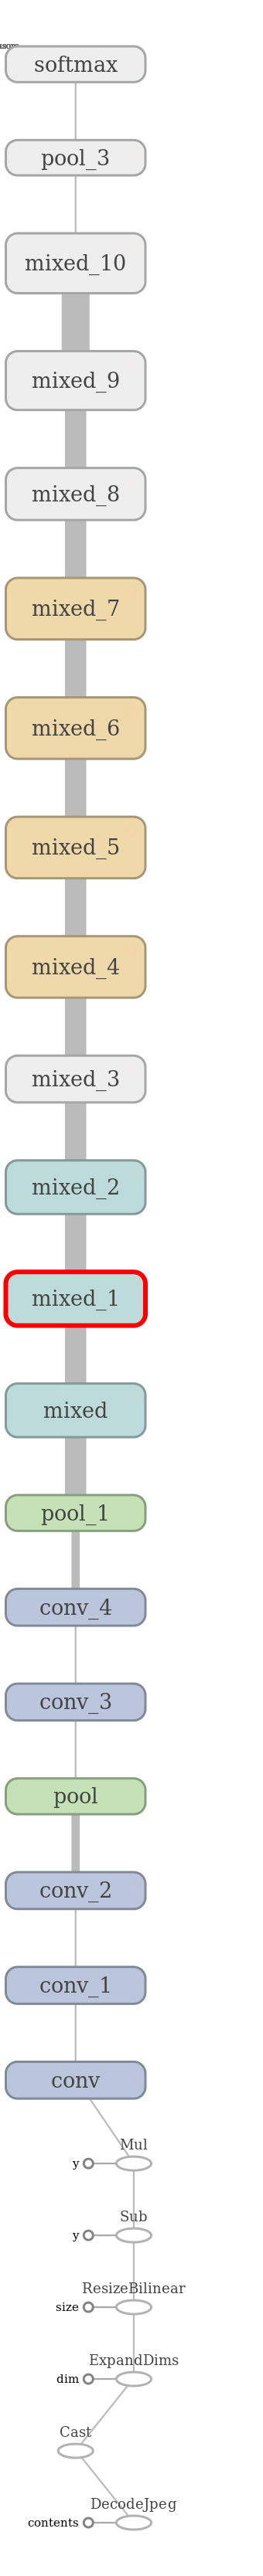 softmax
pool_3
mixed_10
mixed_9
mixed_8
mixed_7
mixed_6
mixed_5
mixed_4
mixed_3
mixed_2
mixed_1
mixed
pool_1
conv_4
conv_3
pool
conv_2
conv_1
conv
Mul
y
Sub
y
ResizeBilinear
size
ExpandDims
dim
Cast
DecodeJpeg
contents